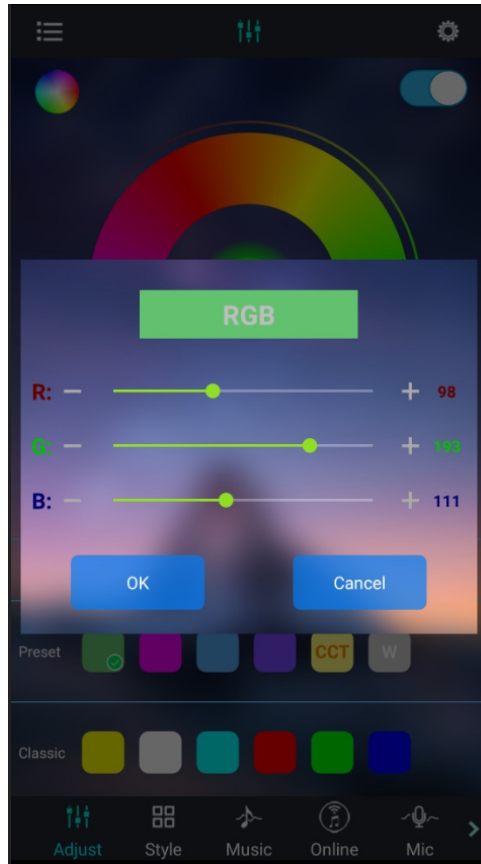 RGB
R: − + 98
G: − + 193
B: − + 111
OK Cancel
Preset CCT W
Classic
Adjust Style Music Online Mic